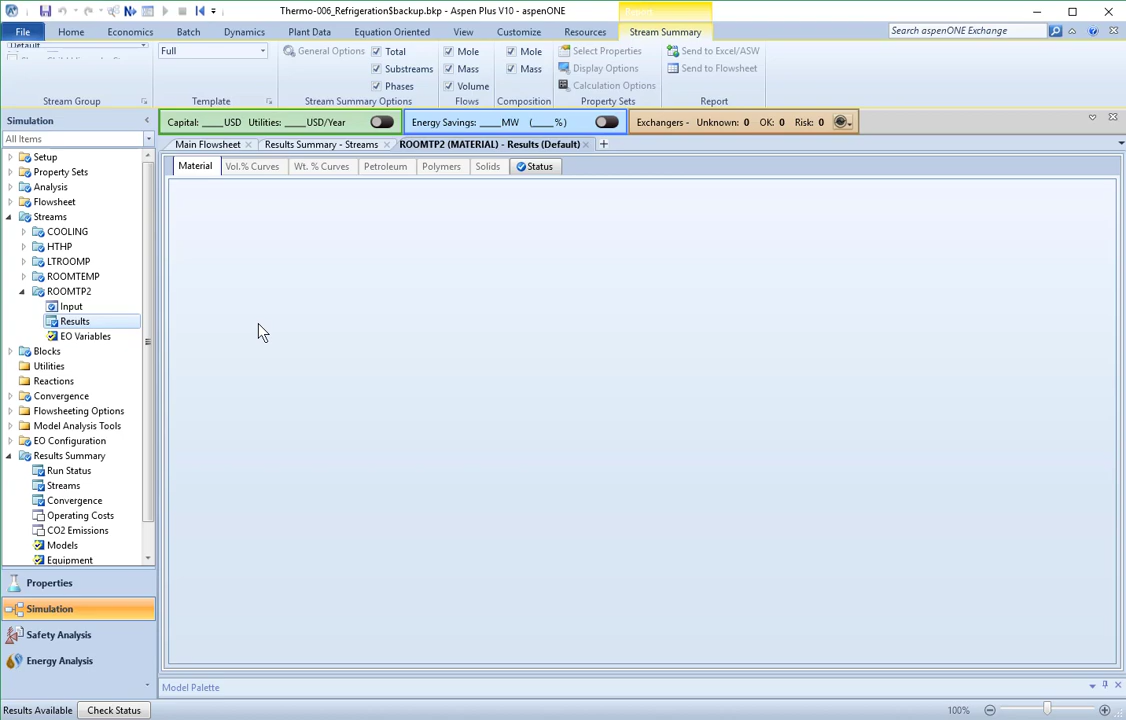 Thermo-006_Refrigeration$backup.bkp - Aspen Plus V10 - aspenONE
File Home Economics Batch Dynamics Plant Data Equation Oriented View Customize Resources Stream Summary Search aspenONE Exchange
Default Full General Options Total Mole Mole Select Properties Send to Excel/ASW
Substreams Mass Mass Display Options Send to Flowsheet
Phases Volume Calculation Options
Stream Group Template Stream Summary Options Flows Composition Property Sets Report
Simulation
Capital: ____USD Utilities: ____USD/Year Energy Savings: ____MW (____%) Exchangers - Unknown: 0 OK: 0 Risk: 0
All Items
Main Flowsheet Results Summary - Streams ROOMTP2 (MATERIAL) - Results (Default)
Material Vol.% Curves Wt. % Curves Petroleum Polymers Solids Status
Setup
Property Sets
Analysis
Flowsheet
Streams
COOLING
HTHP
LTROOMTP
ROOMTEMP
ROOMTP2
Input
Results
EO Variables
Blocks
Utilities
Reactions
Convergence
Flowsheeting Options
Model Analysis Tools
EO Configuration
Results Summary
Run Status
Streams
Convergence
Operating Costs
CO2 Emissions
Models
Equipment
Properties
Simulation
Safety Analysis
Energy Analysis
Model Palette
Results Available Check Status 100%